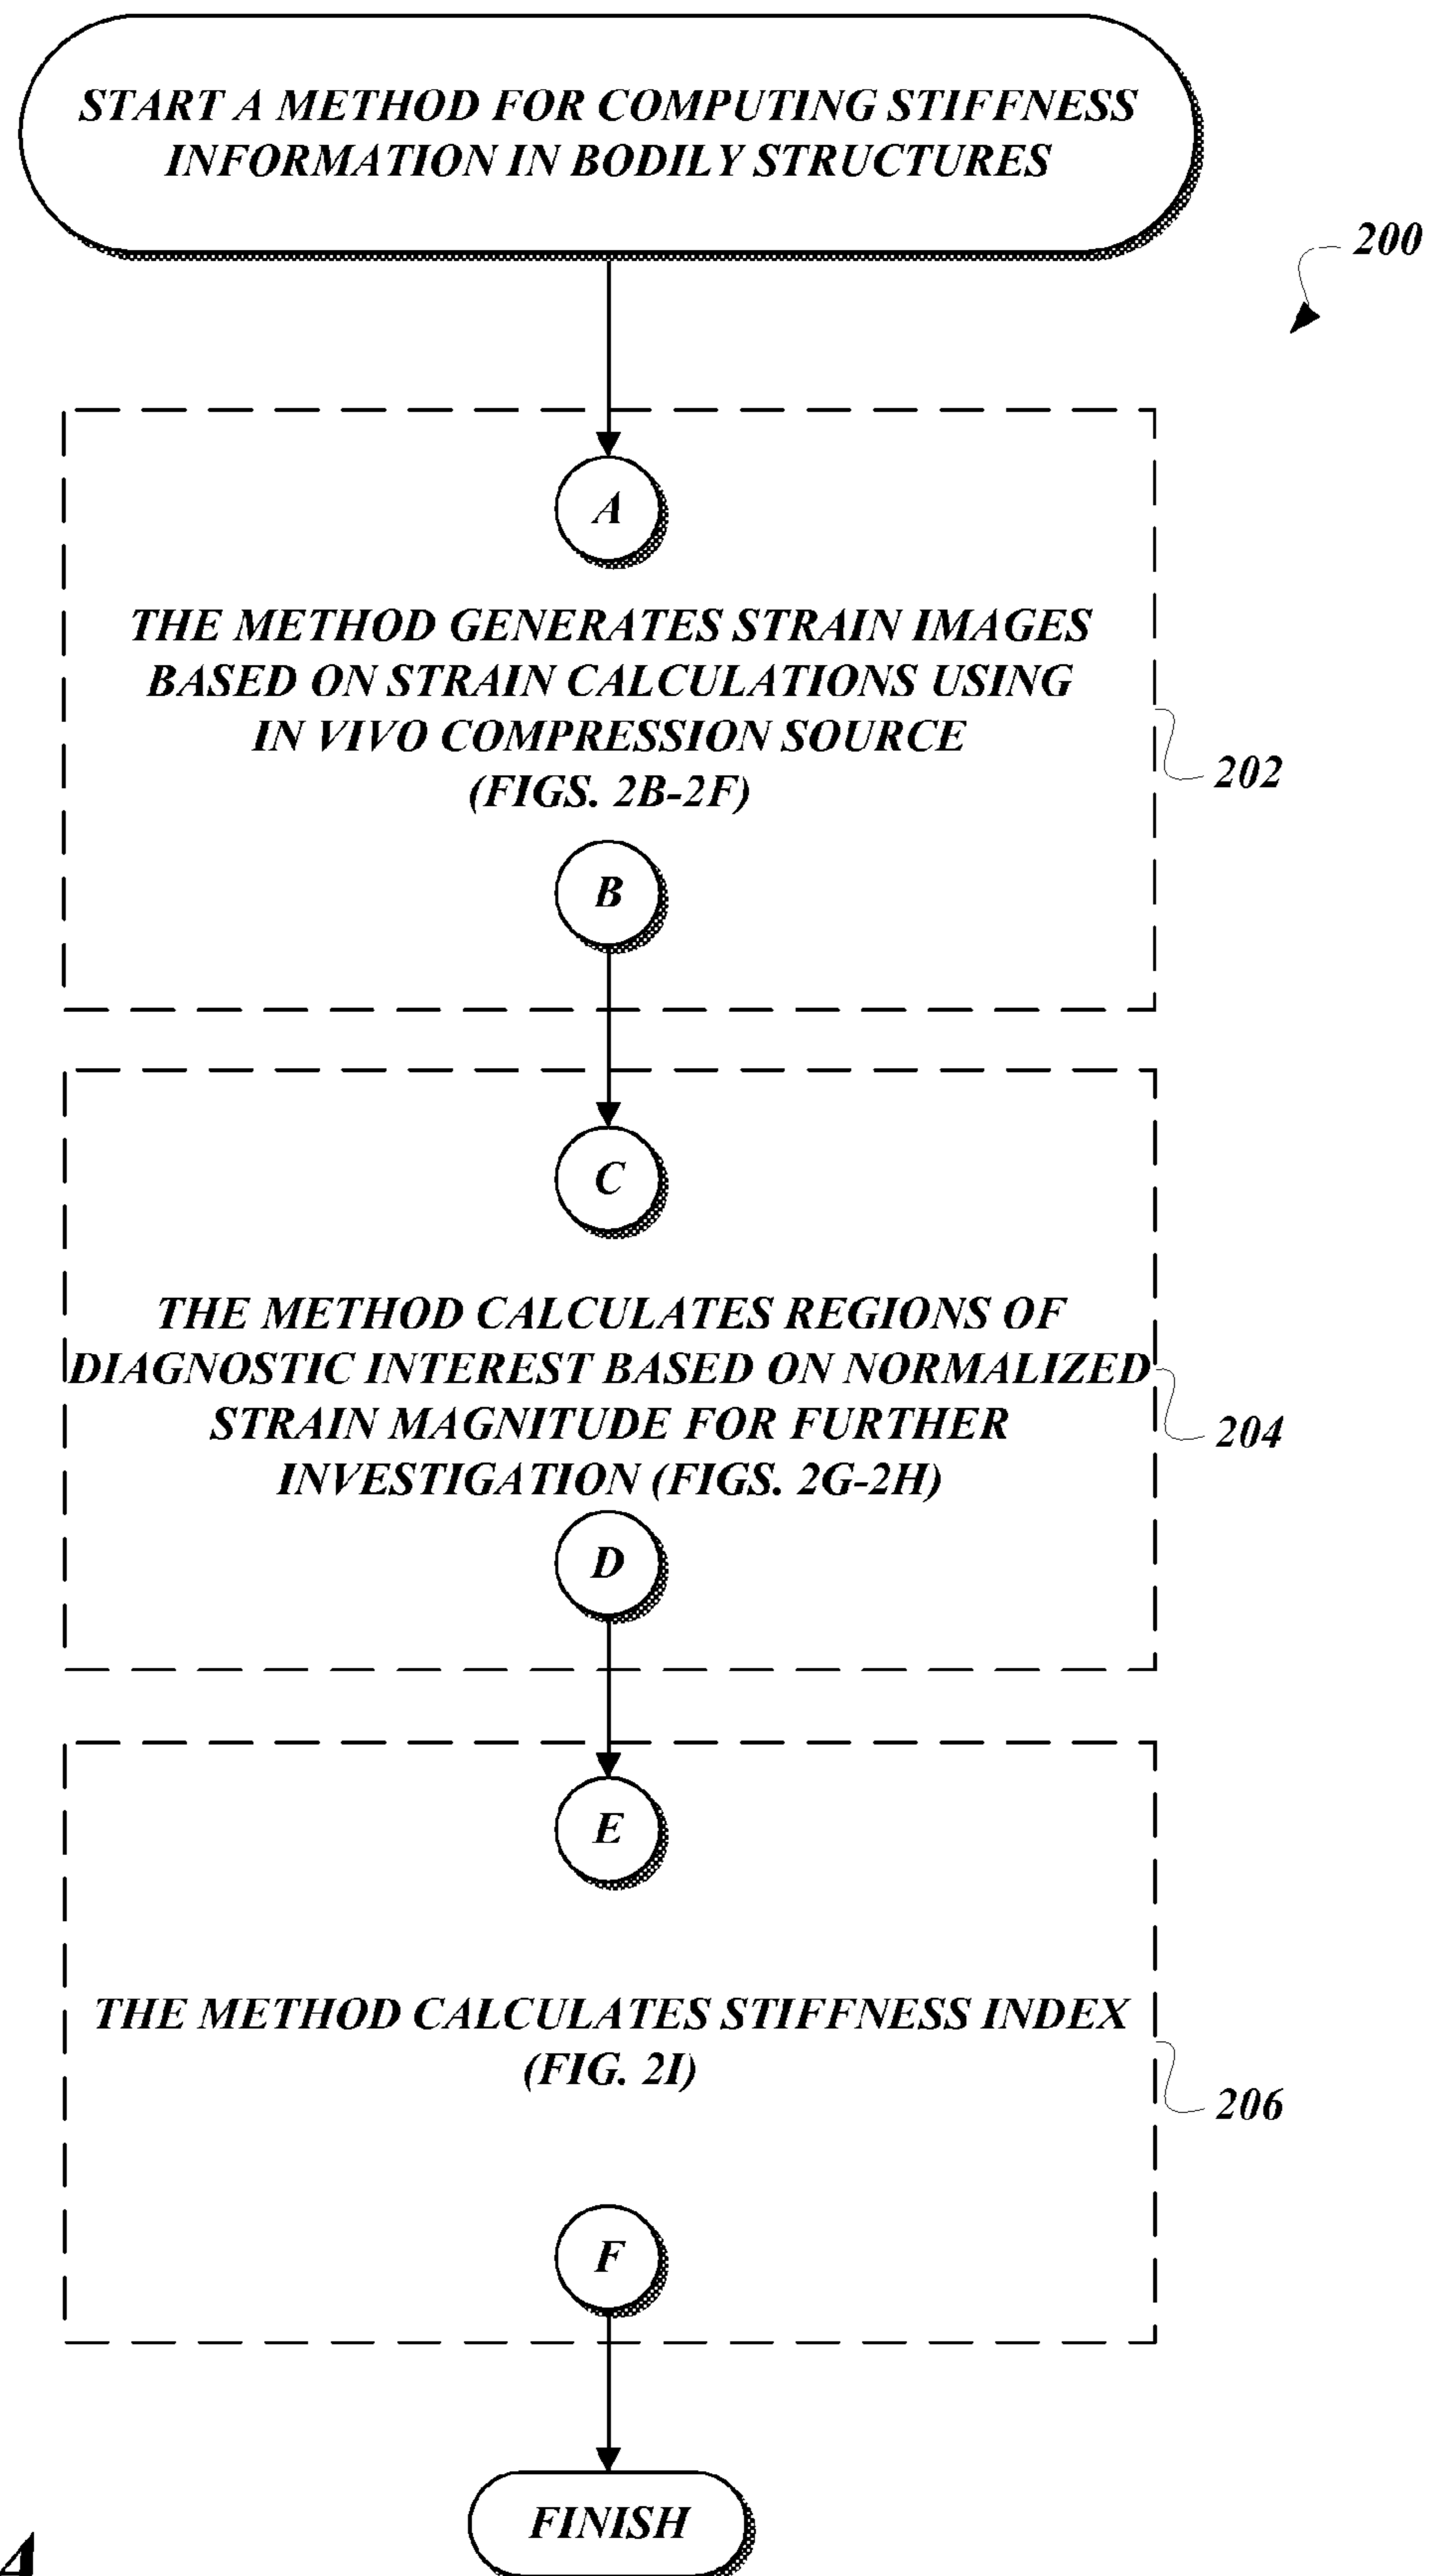 START A METHOD FOR COMPUTING STIFFNESS
INFORMATION IN BODILY STRUCTURES
200
A
THE METHOD GENERATES STRAIN IMAGES
BASED ON STRAIN CALCULATIONS USING
IN VIVO COMPRESSION SOURCE
(FIGS. 2B-2F)
202
B
C
THE METHOD CALCULATES REGIONS OF
DIAGNOSTIC INTEREST BASED ON NORMALIZED
STRAIN MAGNITUDE FOR FURTHER
INVESTIGATION (FIGS. 2G-2H)
204
D
E
THE METHOD CALCULATES STIFFNESS INDEX
(FIG. 2I)
206
F
FINISH